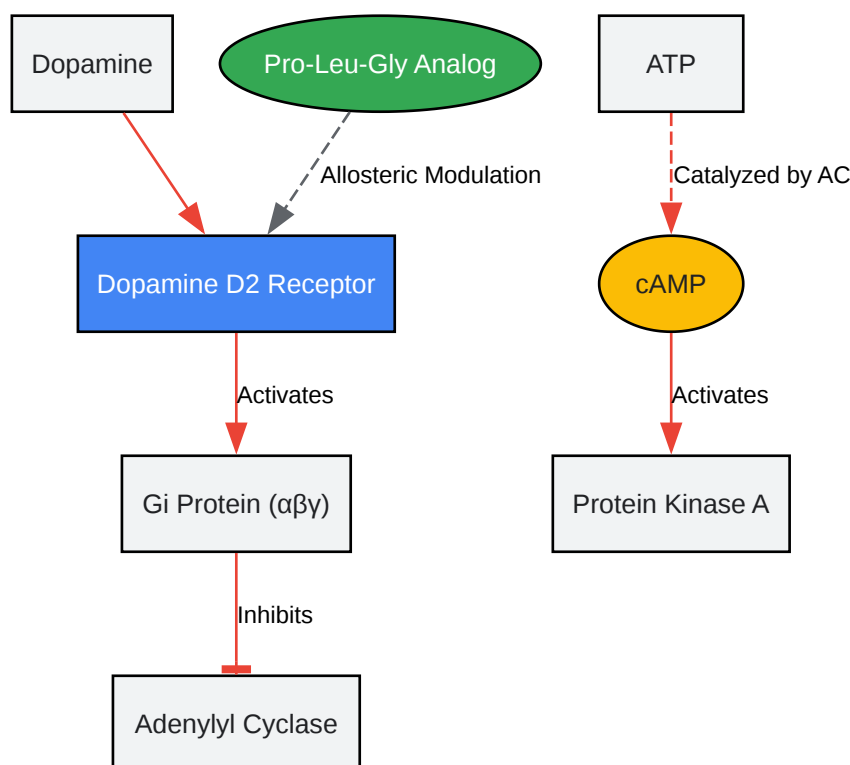 Dopamine
Pro-Leu-Gly Analog
ATP
Allosteric Modulation
Catalyzed by AC
Dopamine D2 Receptor
cAMP
Activates
Activates
Gi Protein (αβγ)
Protein Kinase A
Inhibits
Adenylyl Cyclase